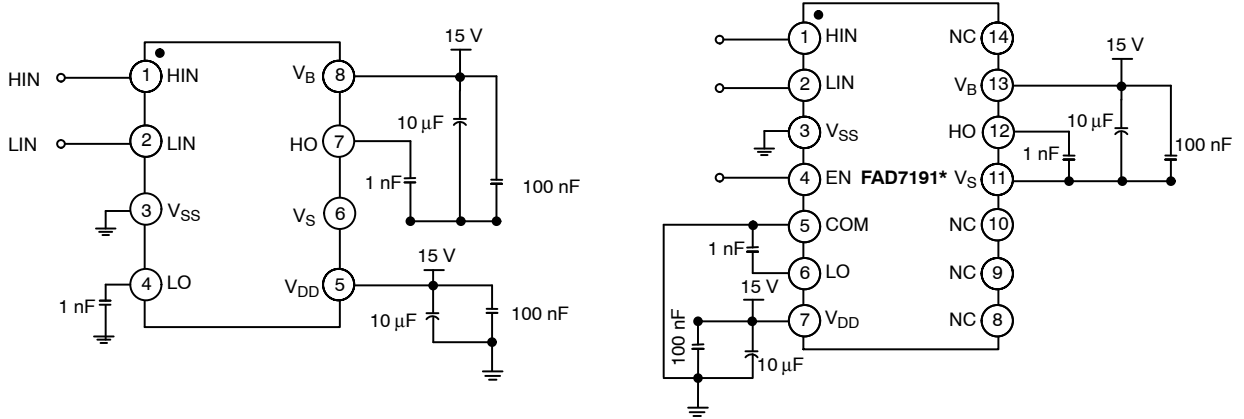 15 V
HIN
1
HIN
VB
8
10 μF
LIN
2
LIN
HO
7
1 nF
100 nF
3
VSS
VS
6
15 V
4
LO
VDD
5
1 nF
10 μF
100 nF
1
HIN
NC
14
15 V
2
LIN
VB
13
10 μF
3
VSS
HO
12
1 nF
100 nF
4
EN
FAD7191*
VS
11
5
COM
NC
10
1 nF
6
LO
NC
9
15 V
7
VDD
NC
8
100 nF
10 μF